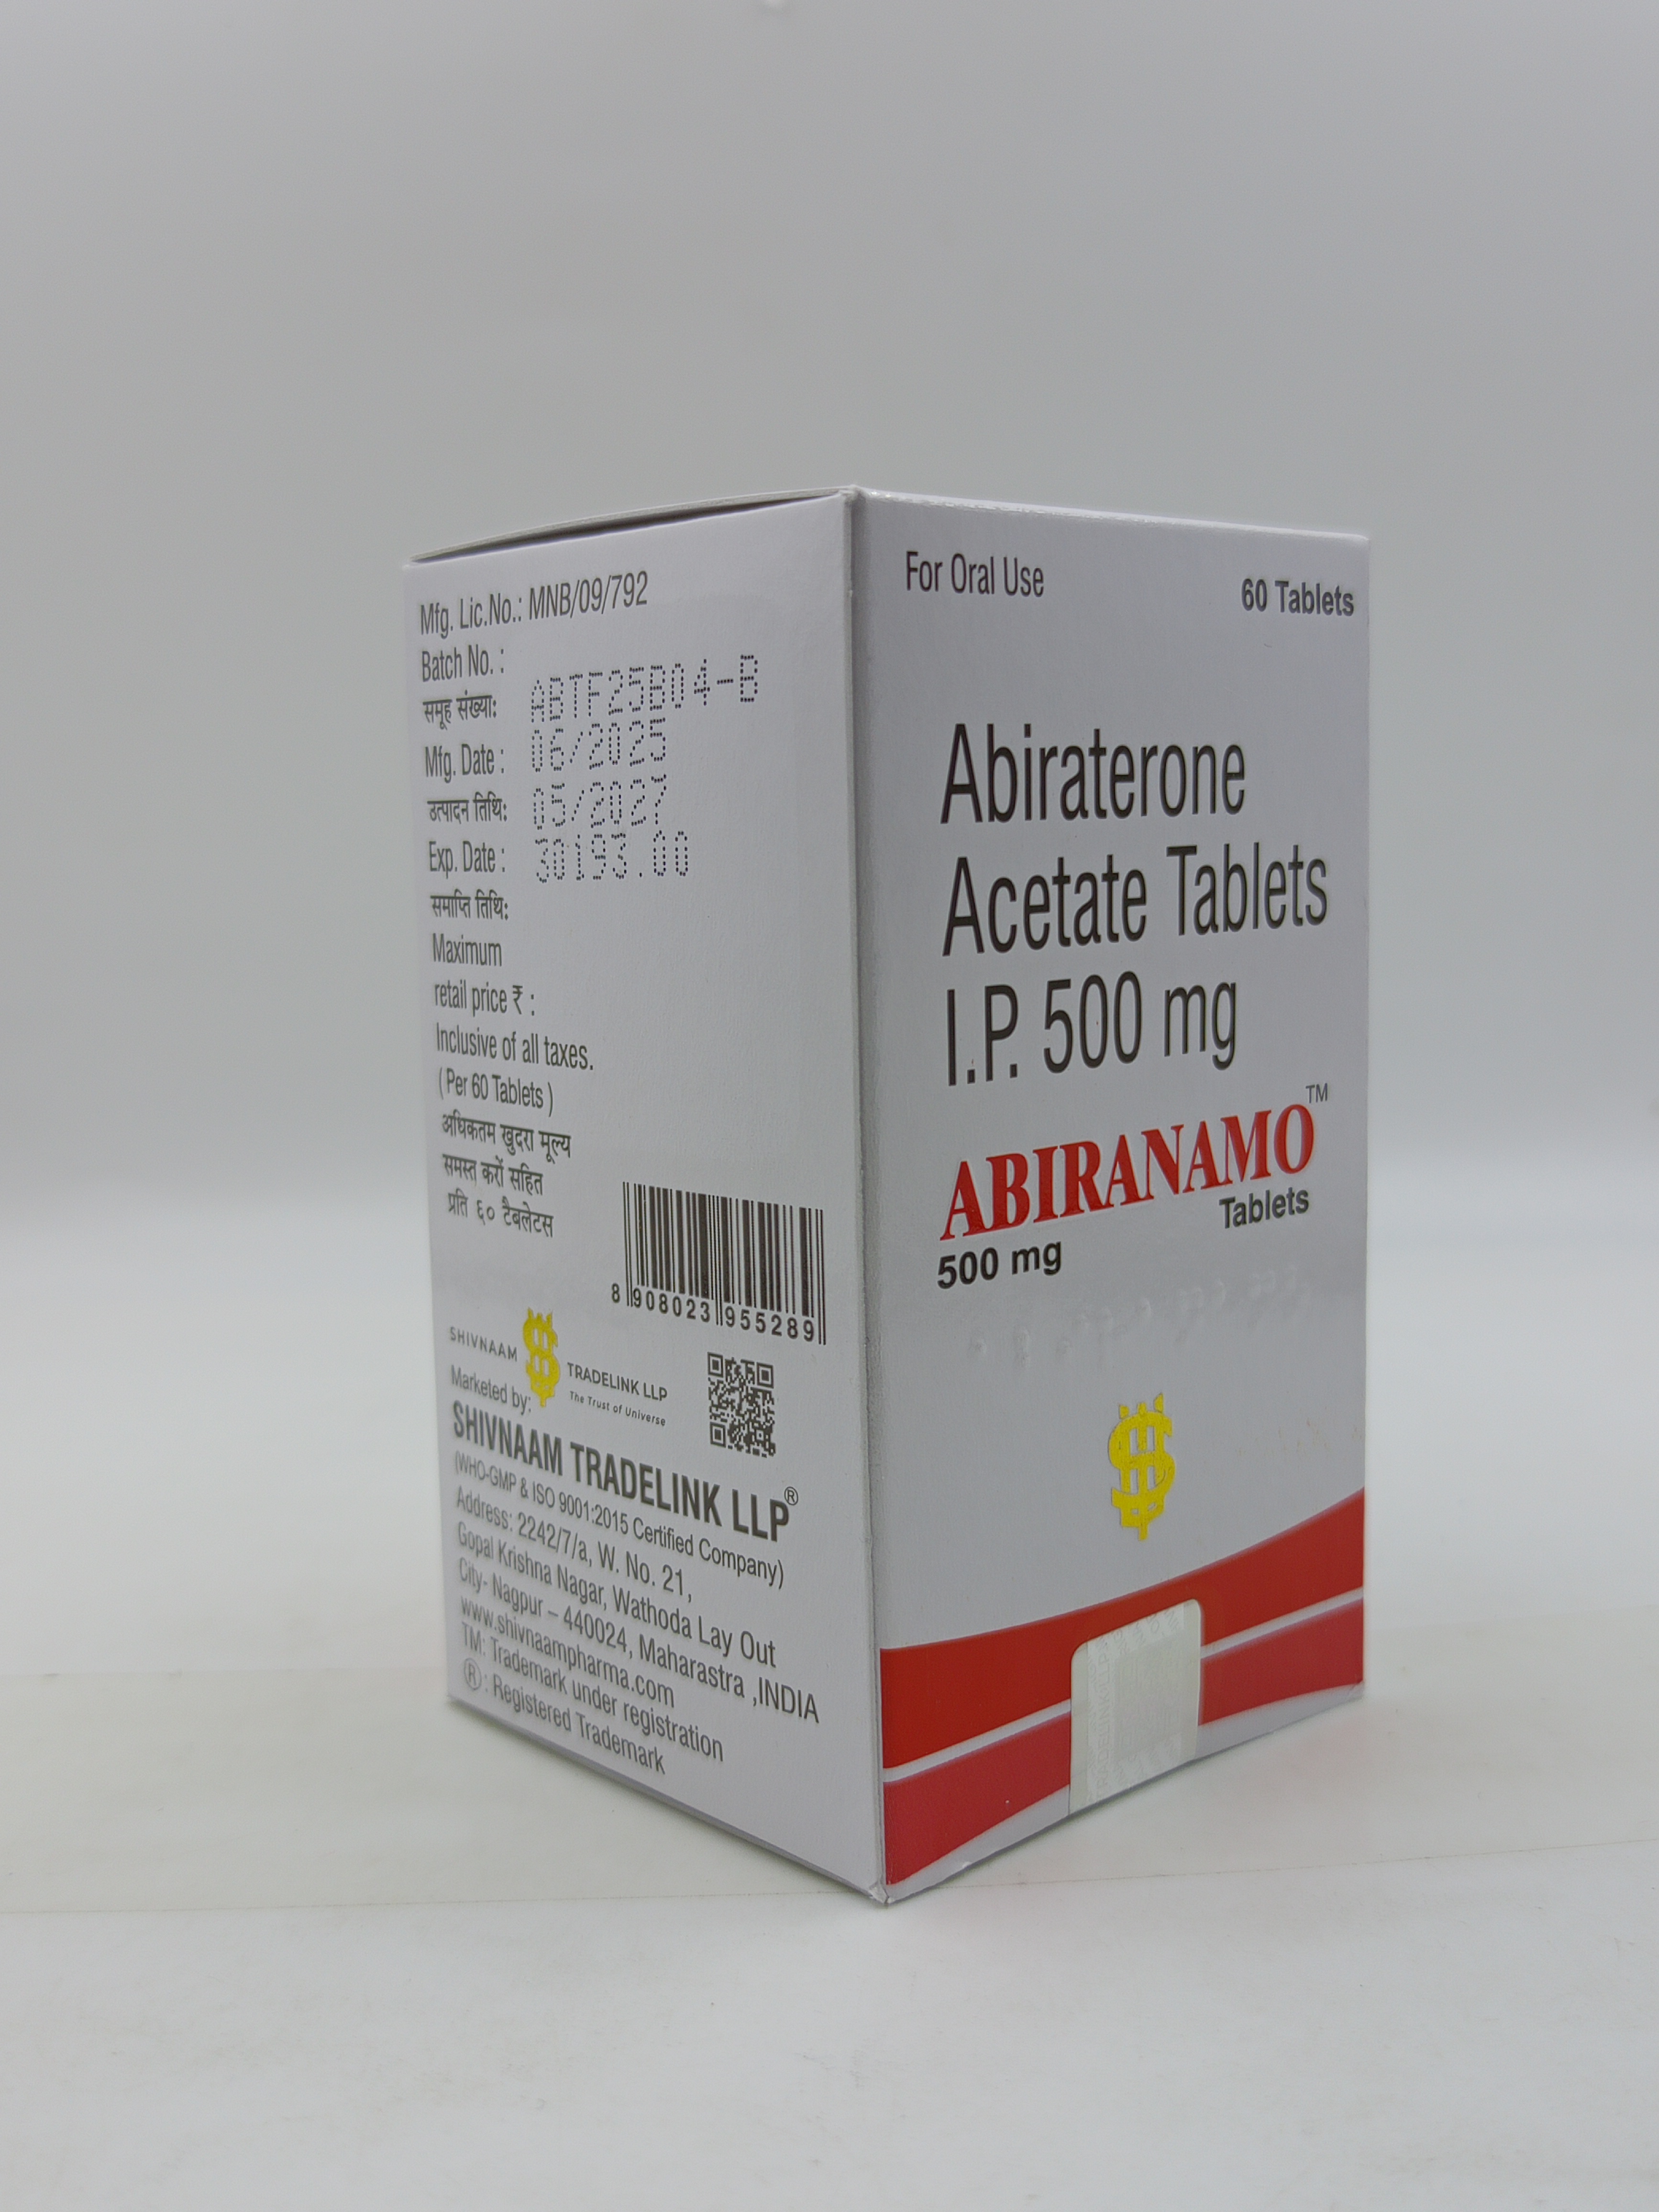 Mfg. Lic.No.: MNB/09/792
Batch No. :
समूह संख्या: ABTF25B04-B
Mfg. Date : 06/2025
उत्पादन तिथि: 05/2027
Exp. Date : 30193.00
समाप्ति तिथि:
Maximum
retail price ₹ :
Inclusive of all taxes.
(Per 60 Tablets)
अधिकतम खुदरा मूल्य
समस्त करों सहित
प्रति ६० टैबलेटस
8 908023 955289
SHIVNAAM TRADELINK LLP
The Trust of Universe
Marketed by:
SHIVNAAM TRADELINK LLP®
(WHO-GMP & ISO 9001:2015 Certified Company)
Address: 2242/7/a, W. No. 21,
Gopal Krishna Nagar, Wathoda Lay Out
City- Nagpur – 440024, Maharastra ,INDIA
www.shivnaampharma.com
TM: Trademark under registration
®: Registered Trademark
For Oral Use
60 Tablets
Abiraterone
Acetate Tablets
I.P. 500 mg
ABIRANAMO™
Tablets
500 mg